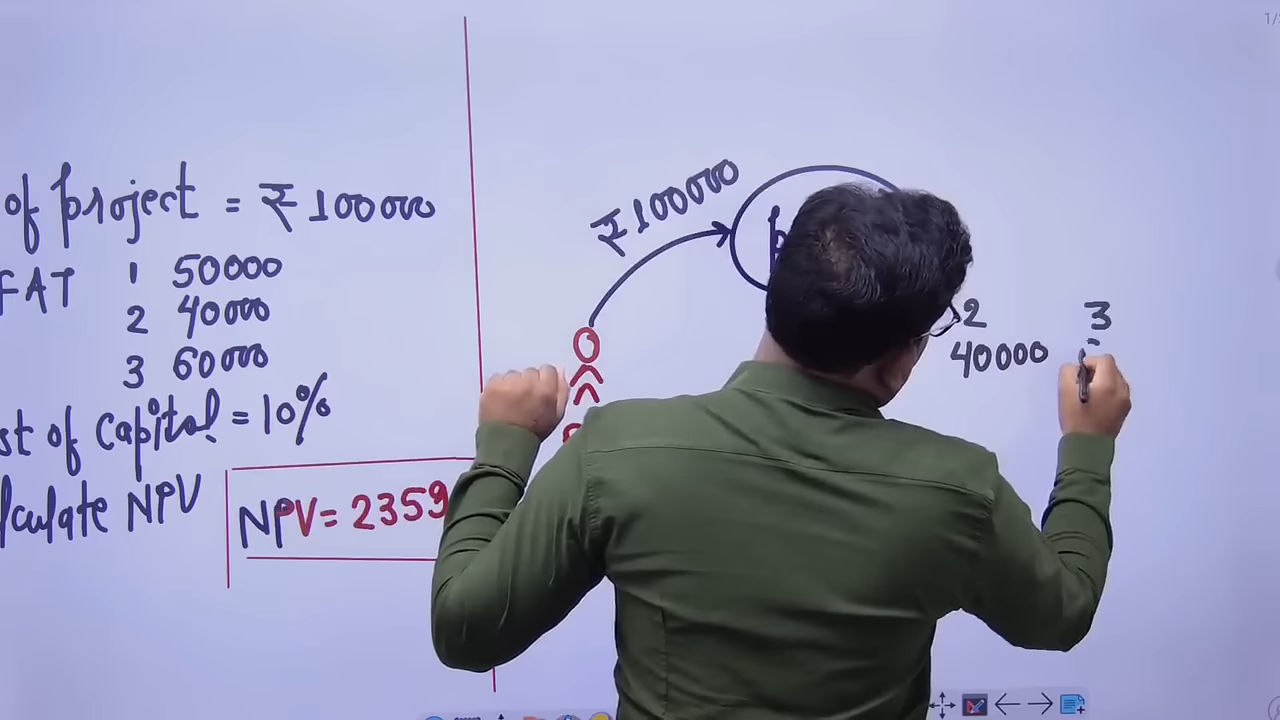 of project = ₹ 100000
FAT 1 50000
2 40000
3 60000
st of capital = 10%
lculate NPV
NPV = 2359
₹ 100000
2 3
40000